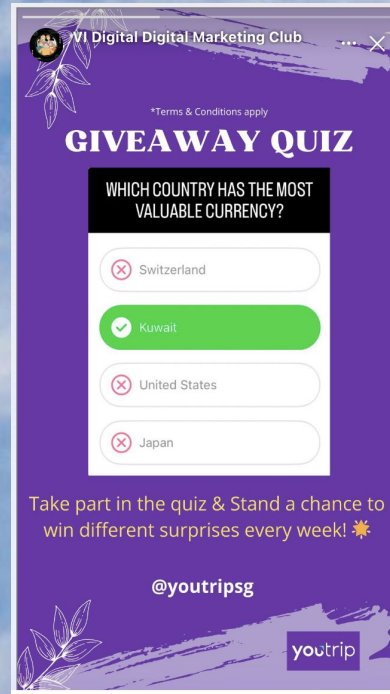 VI Digital Digital Marketing Club
*Terms & Conditions apply
GIVEAWAY QUIZ
WHICH COUNTRY HAS THE MOST
VALUABLE CURRENCY?
Switzerland
Kuwait
United States
Japan
Take part in the quiz & Stand a chance to
win different surprises every week! 🌟
@youtripsg
youtrip